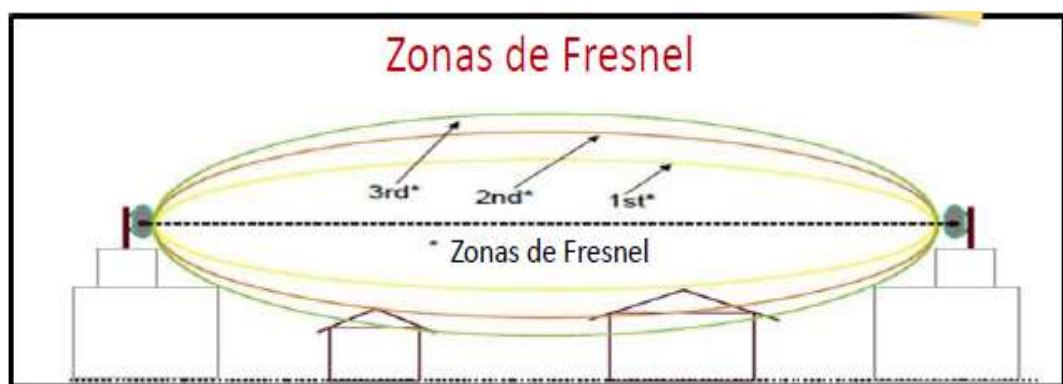 Zonas de Fresnel
3rd*
2nd*
1st*
* Zonas de Fresnel